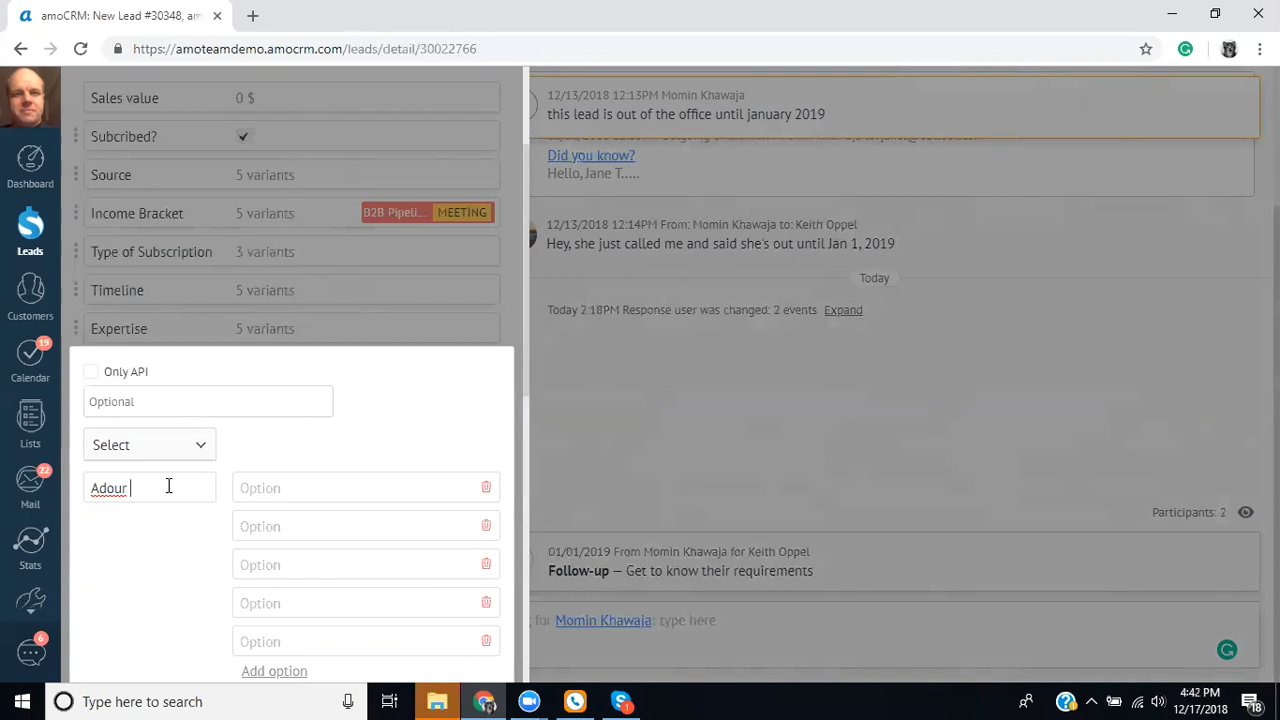 amoCRM: New Lead #30348, am
https://amoteamdemo.amocrm.com/leads/detail/30022766
Dashboard
Leads
Customers
19
Calendar
Lists
22
Mail
Stats
6
Sales value 0 $
Subcribed?
Source 5 variants
Income Bracket 5 variants B2B Pipeli... MEETING
Type of Subscription 3 variants
Timeline 5 variants
Expertise 5 variants
Only API
Optional
Select
Adour
Option
Option
Option
Option
Option
Add option
12/13/2018 12:13PM Momin Khawaja
this lead is out of the office until january 2019
Did you know?
Hello, Jane T.....
12/13/2018 12:14PM From: Momin Khawaja to: Keith Oppel
Hey, she just called me and said she's out until Jan 1, 2019
Today
Today 2:18PM Response user was changed: 2 events Expand
Participants: 2
01/01/2019 From Momin Khawaja for Keith Oppel
Follow-up — Get to know their requirements
for Momin Khawaja: type here
Type here to search
1
4:42 PM
12/17/2018
18